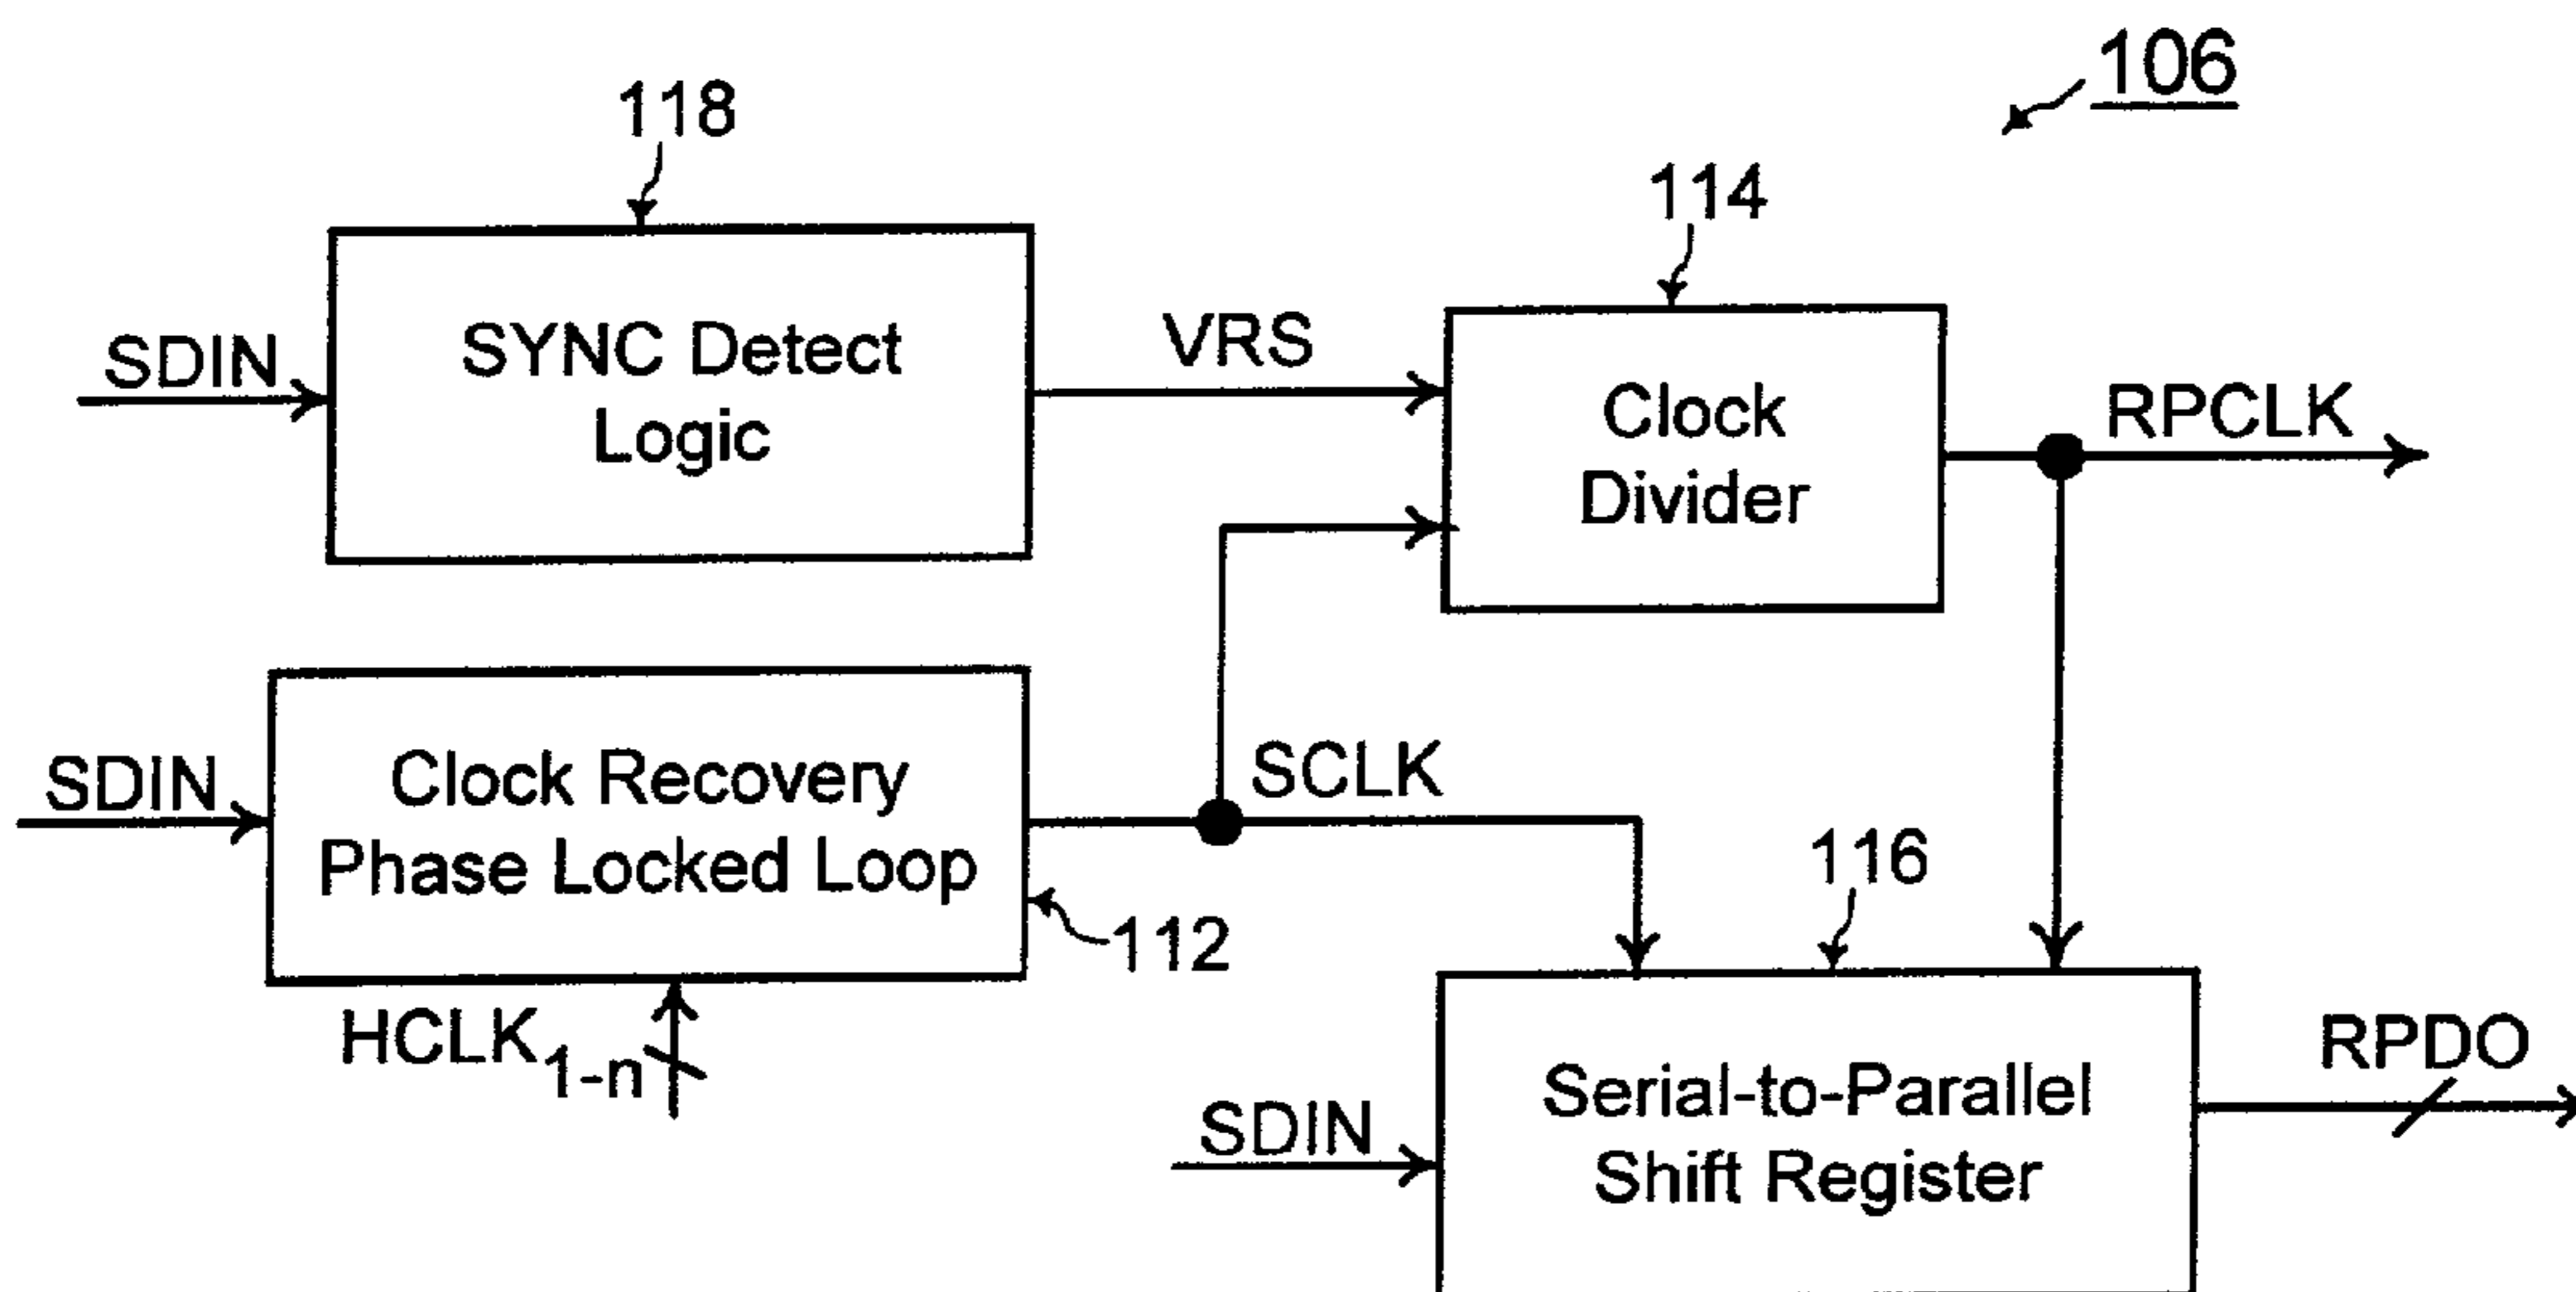 106
118
114
SDIN
SYNC Detect
Logic
VRS
Clock
Divider
RPCLK
SDIN
Clock Recovery
Phase Locked Loop
SCLK
112
116
HCLK1-n
SDIN
Serial-to-Parallel
Shift Register
RPDO